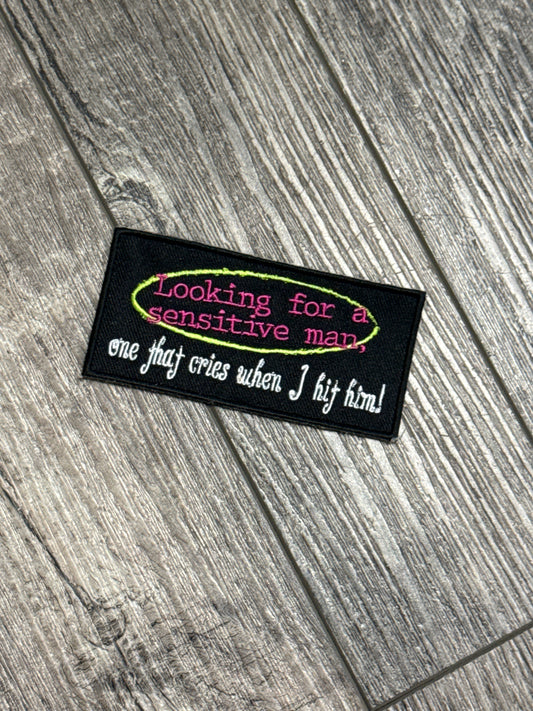 Looking for a
sensitive man,
one that cries when I hit him!